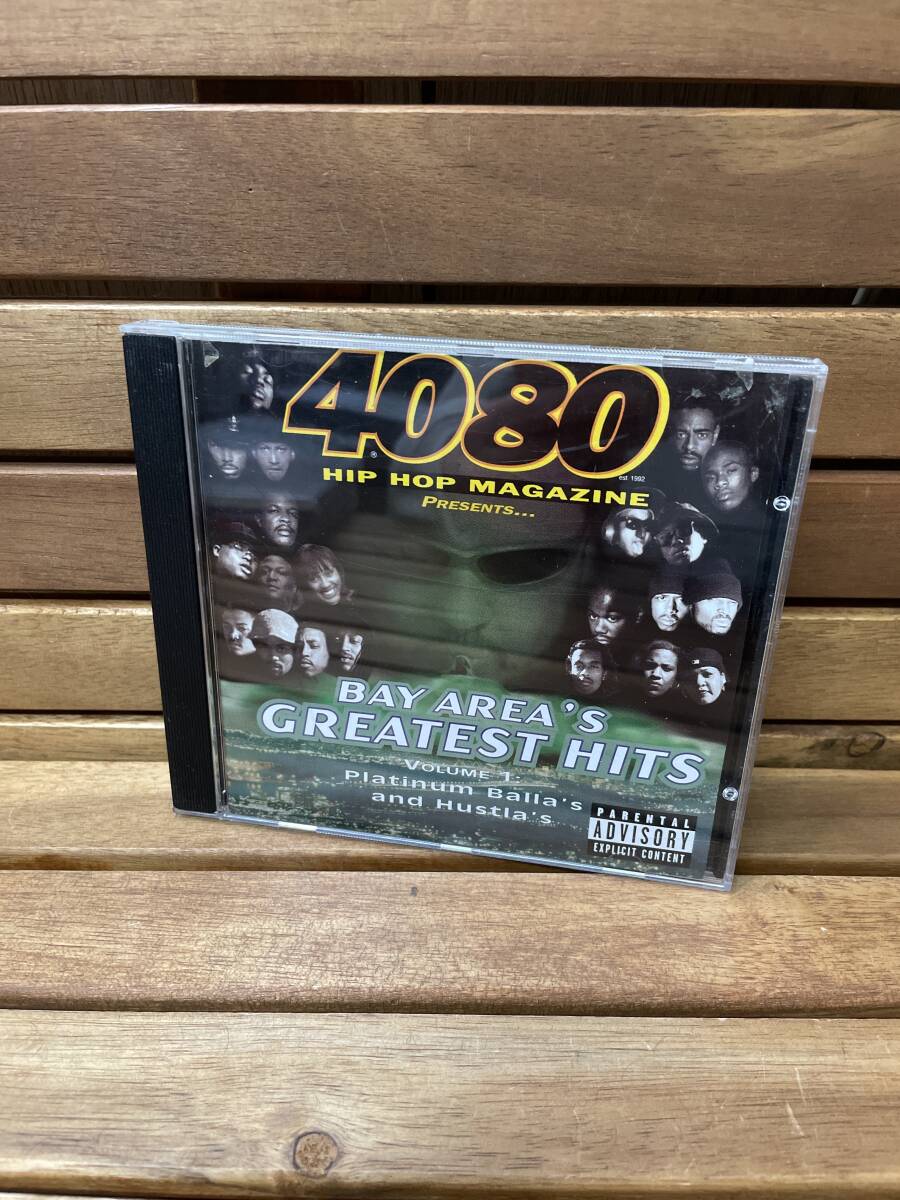 4080
®
est 1992
HIP HOP MAGAZINE
PRESENTS...
BAY AREA'S
GREATEST HITS
VOLUME 1:
Platinum Balla's
and Hustla's
PARENTAL
ADVISORY
EXPLICIT CONTENT